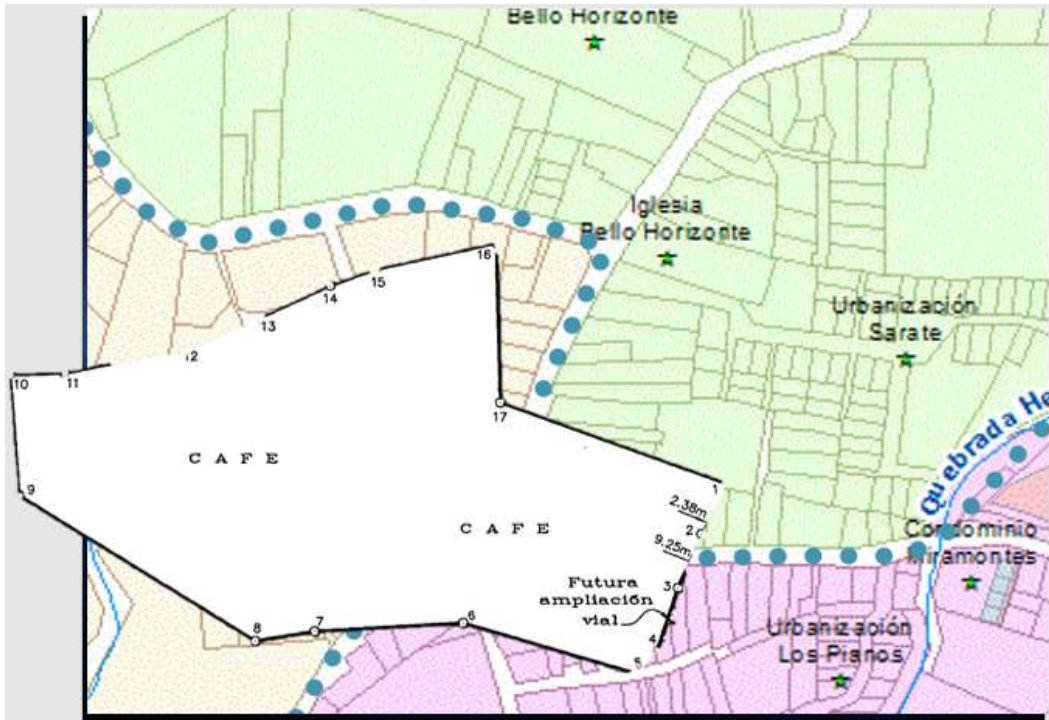 Bello Horizonte
Iglesia
Bello Horizonte
16
15
14
13
12
11
10
Urbanización
Sarate
17
C A F E
9
1
2.38m
2
C A F E
9.25m
Quebrada He
Condominio
Miramontes
3
Futura
ampliación
vial
4
5
6
7
8
Urbanización
Los Pianos